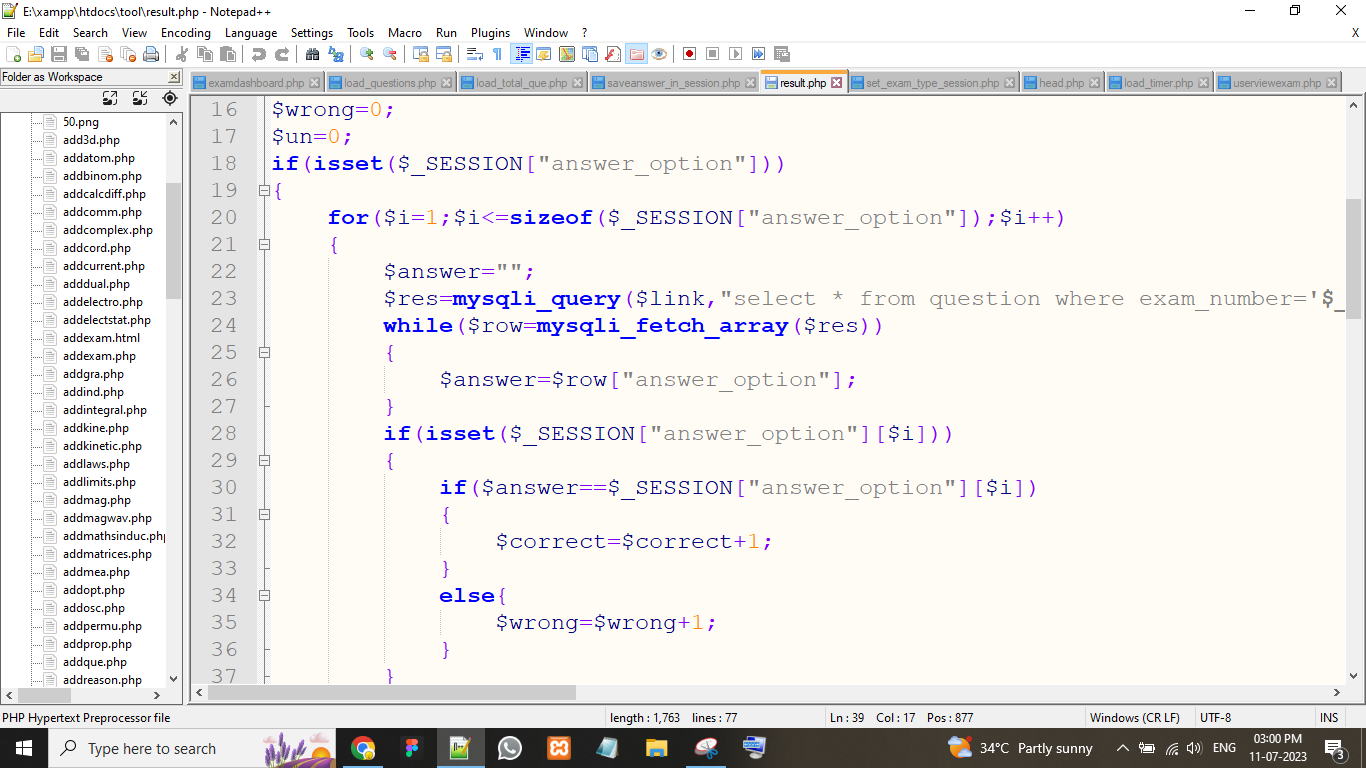 E:\xampp\htdocs\tool\result.php - Notepad++
File Edit Search View Encoding Language Settings Tools Macro Run Plugins Window ? X
Folder as Workspace
examdashboard.php load_questions.php load_total_que.php saveanswer_in_session.php result.php set_exam_type_session.php head.php load_timer.php userviewexam.php
50.png
add3d.php
addatom.php
addbinom.php
addcalcdiff.php
addcomm.php
addcomplex.php
addcord.php
addcurrent.php
adddual.php
addelectro.php
addelectstat.php
addexam.html
addexam.php
addgra.php
addind.php
addintegral.php
addkine.php
addkinetic.php
addlaws.php
addlimits.php
addmag.php
addmagwav.php
addmathsinduc.php
addmatrices.php
addmea.php
addopt.php
addosc.php
addpermu.php
addprop.php
addque.php
addreason.php
16 $wrong=0;
17 $un=0;
18 if(isset($_SESSION["answer_option"]))
19 {
20 for($i=1;$i<=sizeof($_SESSION["answer_option"]);$i++)
21 {
22 $answer="";
23 $res=mysqli_query($link,"select * from question where exam_number='$_
24 while($row=mysqli_fetch_array($res))
25 {
26 $answer=$row["answer_option"];
27 }
28 if(isset($_SESSION["answer_option"][$i]))
29 {
30 if($answer==$_SESSION["answer_option"][$i])
31 {
32 $correct=$correct+1;
33 }
34 else{
35 $wrong=$wrong+1;
36 }
37 }
PHP Hypertext Preprocessor file length : 1,763 lines : 77 Ln : 39 Col : 17 Pos : 877 Windows (CR LF) UTF-8 INS
Type here to search 34°C Partly sunny ENG 03:00 PM
11-07-2023 3